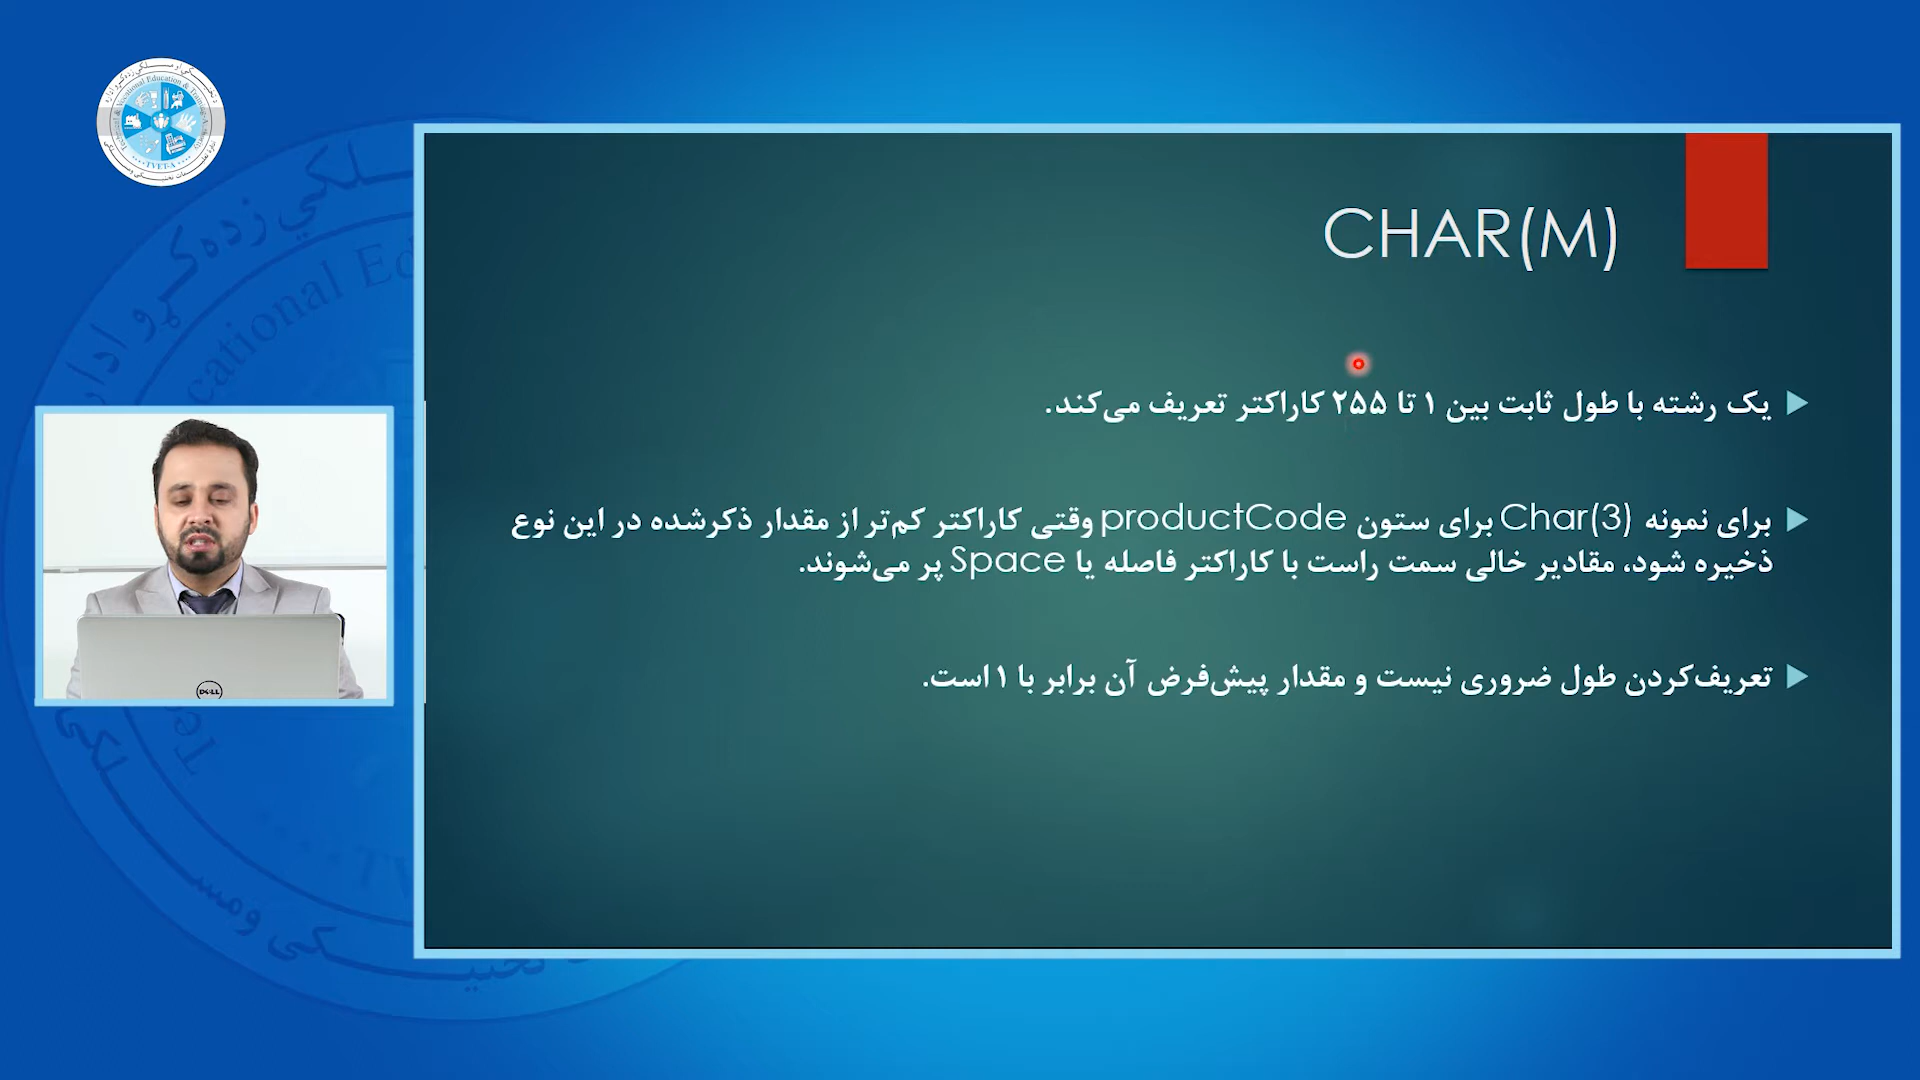 CHAR(M)
یک رشته با طول ثابت بین ۱ تا ۲۵۵ کاراکتر تعریف می‌کند.
برای نمونه Char(3) برای ستون productCode وقتی کاراکتر کم‌تر از مقدار ذکرشده در این نوع
ذخیره شود، مقادیر خالی سمت راست با کاراکتر فاصله یا Space پر می‌شوند.
تعریف‌کردن طول ضروری نیست و مقدار پیش‌فرض آن برابر با ۱ است.
DELL
TVET-A